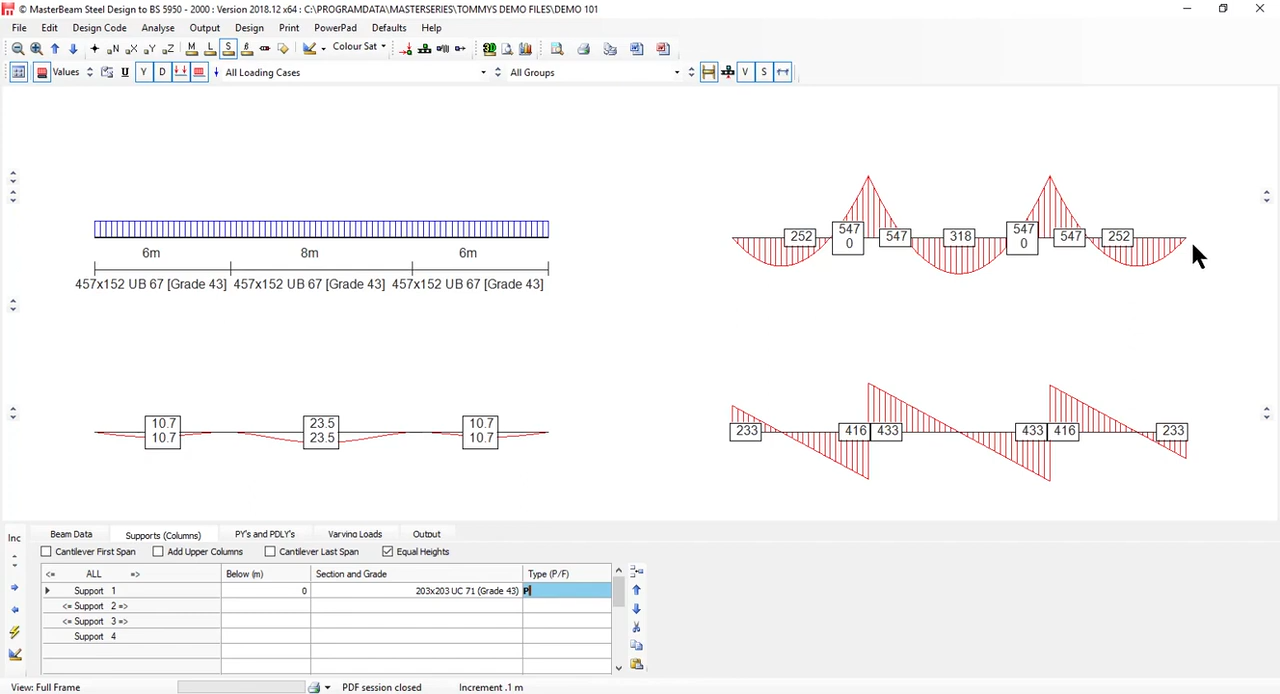 © MasterBeam Steel Design to BS 5950 - 2000 : Version 2018.12 x64 : C:\PROGRAMDATA\MASTERSERIES\TOMMYS DEMO FILES\DEMO 101
File Edit Design Code Analyse Output Design Print PowerPad Defaults Help
N X Y Z M L S Colour Sat 3D
Values U Y D All Loading Cases All Groups V S
6m 8m 6m
457x152 UB 67 [Grade 43] 457x152 UB 67 [Grade 43] 457x152 UB 67 [Grade 43]
252 547 0 547 318 547 0 547 252
10.7 23.5 10.7
10.7 23.5 10.7
233 416 433 433 416 233
Inc Beam Data Supports (Columns) PY's and PDLY's Varving Loads Output
Cantilever First Span Add Upper Columns Cantilever Last Span Equal Heights
<= ALL => Below (m) Section and Grade Type (P/F)
Support 1 0 203x203 UC 71 (Grade 43) P
<= Support 2 =>
<= Support 3 =>
Support 4
View: Full Frame PDF session closed Increment .1 m